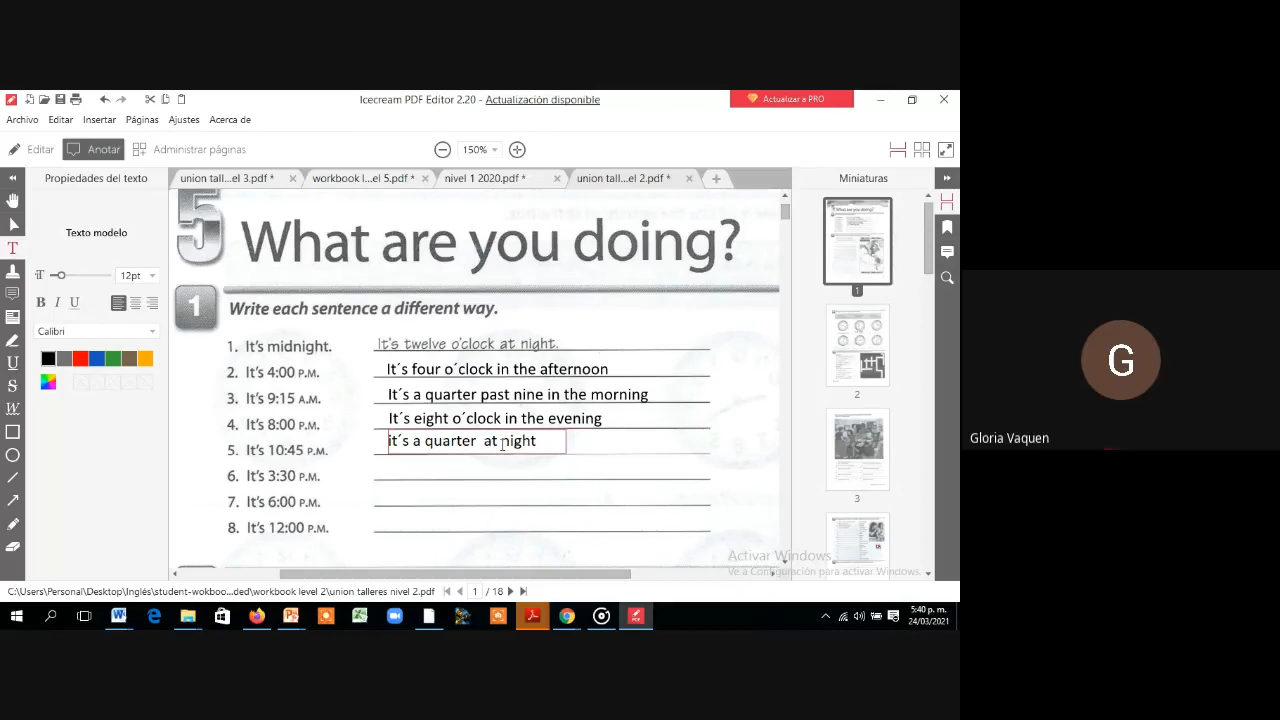 Icecream PDF Editor 2.20 - Actualización disponible
Actualizar a PRO
Archivo Editar Insertar Páginas Ajustes Acerca de
Editar Anotar Administrar páginas 150%
Propiedades del texto
union tall...el 3.pdf * workbook l...el 5.pdf * nivel 1 2020.pdf * union tall...el 2.pdf *
Miniaturas
Texto modelo
12pt
B I U
Calibri
5 What are you doing?
1 Write each sentence a different way.
1. It's midnight. It's twelve o'clock at night.
2. It's 4:00 P.M. It´s four o´clock in the afternoon
3. It's 9:15 A.M. It´s a quarter past nine in the morning
4. It's 8:00 P.M. It´s eight o´clock in the evening
5. It's 10:45 P.M. it´s a quarter at night
6. It's 3:30 P.M.
7. It's 6:00 P.M.
8. It's 12:00 P.M.
1
2
3
Activar Windows
Ve a Configuración para activar Windows.
C:\Users\Personal\Desktop\Inglés\student-wokboo...ded\workbook level 2\union talleres nivel 2.pdf
1 / 18
5:40 p. m.
24/03/2021
G
Gloria Vaquen